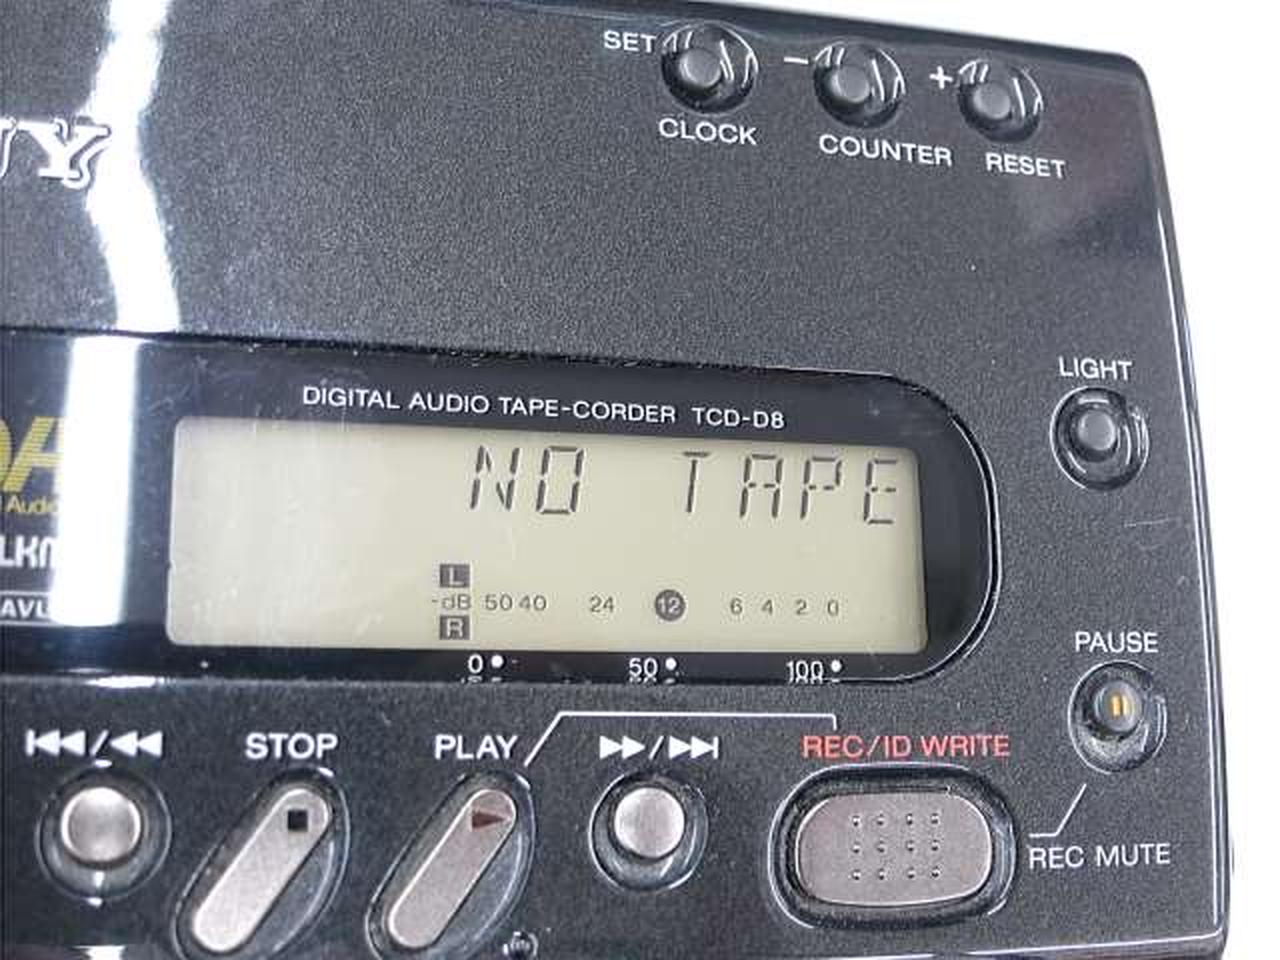 SET - +
CLOCK COUNTER RESET
LIGHT
DIGITAL AUDIO TAPE-CORDER TCD-D8
NO TAPE
L
-dB 50 40 24 12 6 4 2 0
R
0 50 100
PAUSE
STOP PLAY REC/ID WRITE
REC MUTE